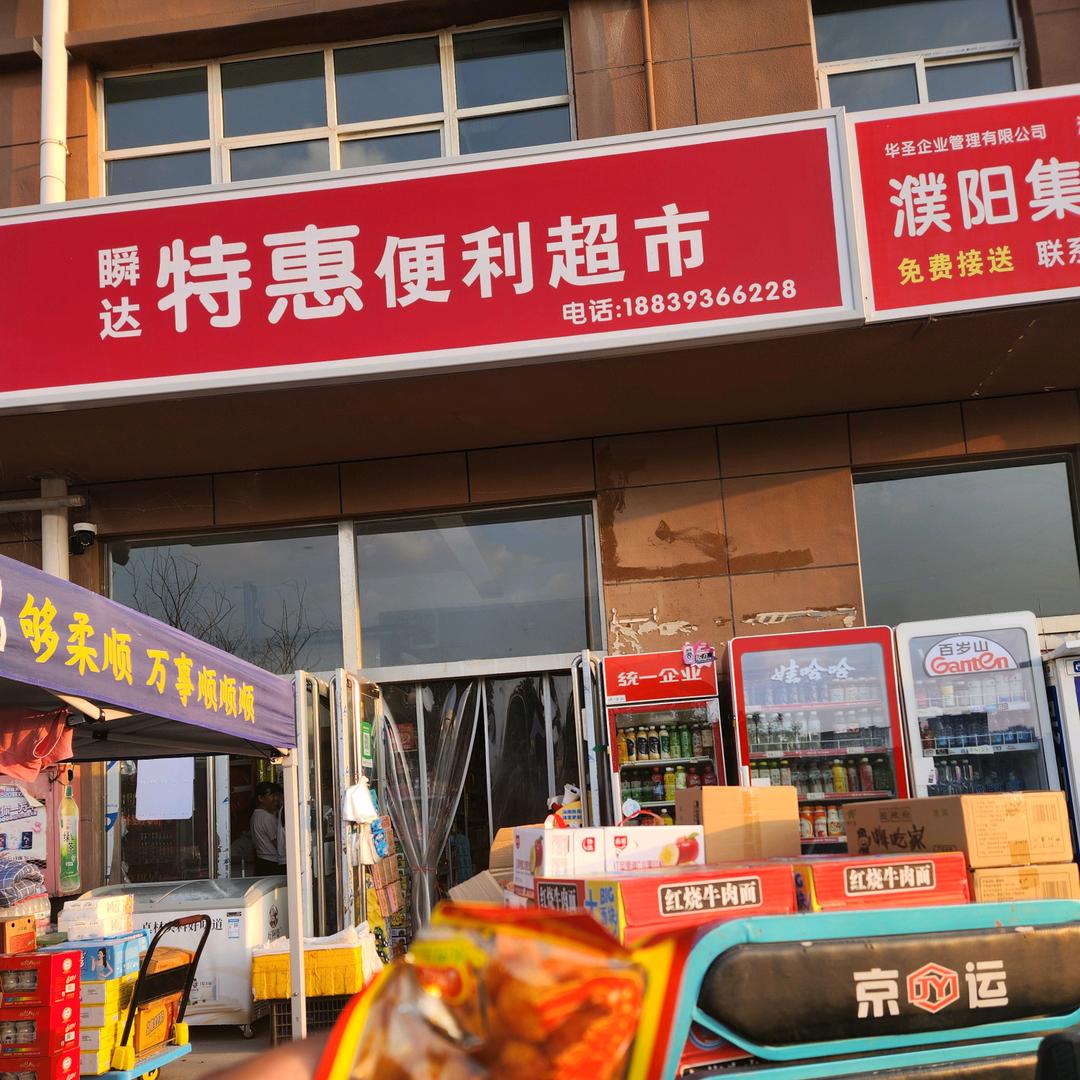 瞬达 特惠便利超市
电话:18839366228
华圣企业管理有限公司
濮阳集
免费接送 联系
够柔顺 万事顺顺顺
统一企业
娃哈哈
百岁山
Ganten
红烧牛肉面
红烧牛肉面
京 JY 运